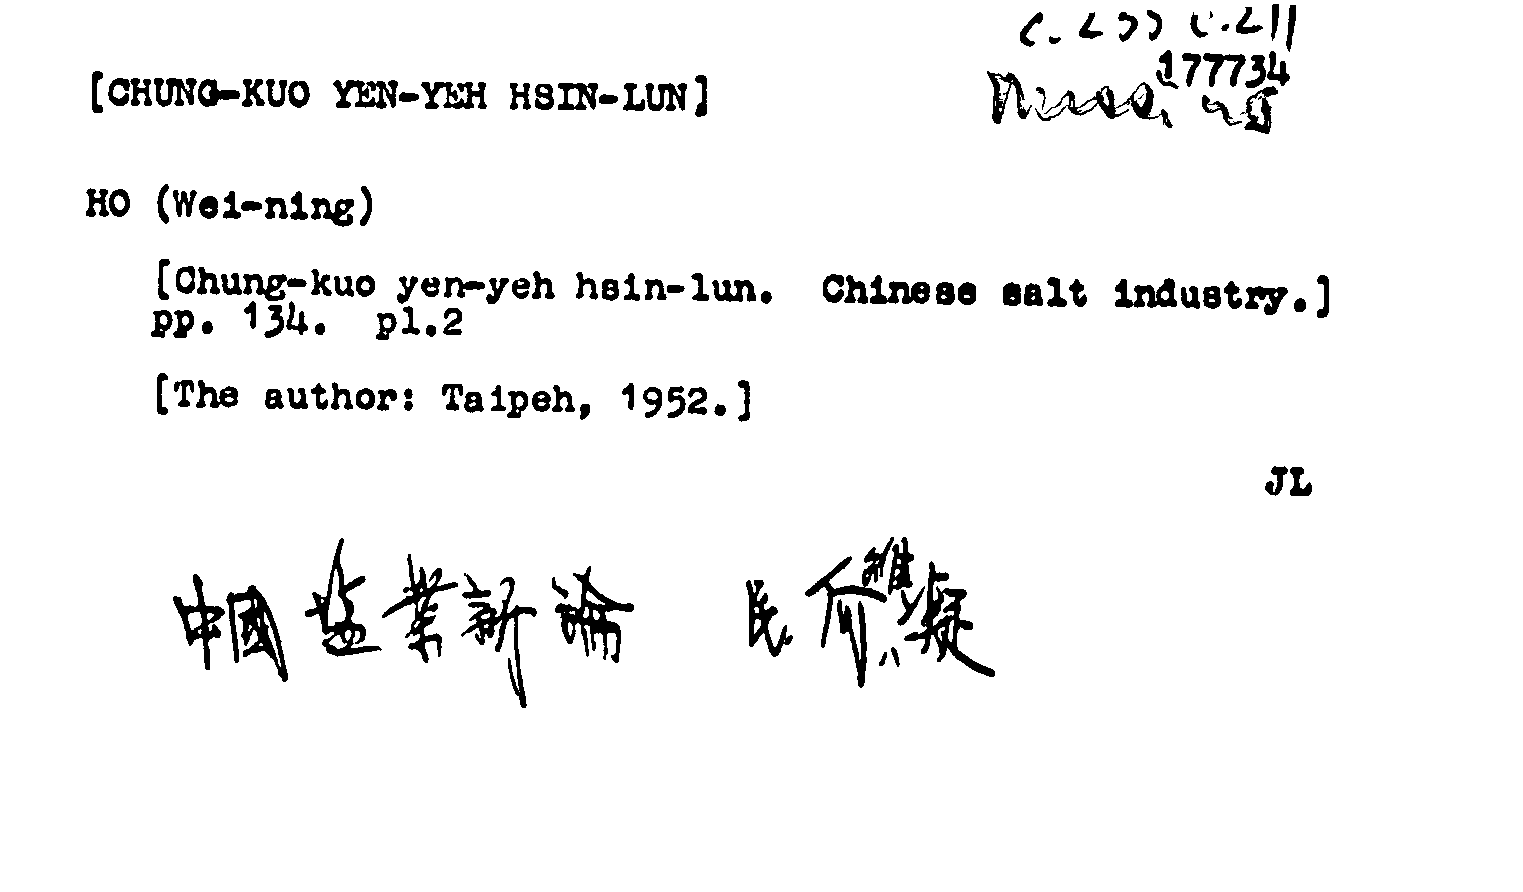 c. 255 c.211
177734
[CHUNG-KUO YEN-YEH HSIN-LUN]
Missing
HO (Wei-ning)
[Chung-kuo yen-yeh hsin-lun. Chinese salt industry.]
pp. 134. pl.2
[The author: Taipeh, 1952.]
JL
中國盐業新論 民 何維凝